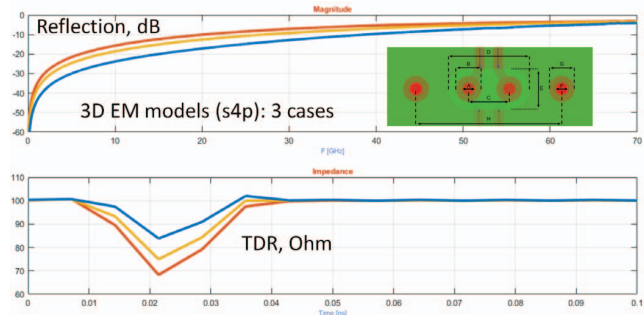 Magnitude
Reflection, dB
0
-10
-20
-30
-40
-50
-60
3D EM models (s4p): 3 cases
D
B
G
A
F
E
C
H
0 10 20 30 40 50 60 70
F [GHz]
Impedance
110
100
90
80
70
60
TDR, Ohm
0 0.01 0.02 0.03 0.04 0.05 0.06 0.07 0.08 0.09 0.1
Time [ns]